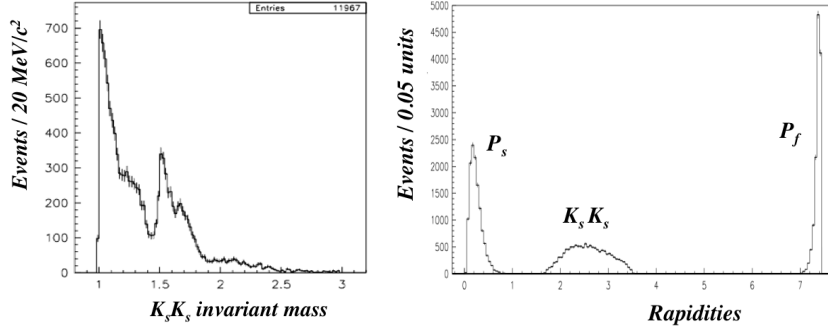 Entries 11967
Events / 20 MeV/c²
700
600
500
400
300
200
100
0
1 1.5 2 2.5 3
KₛKₛ invariant mass
Events / 0.05 units
5000
4500
4000
3500
3000
2500
2000
1500
1000
500
0
Pₛ
KₛKₛ
P_f
0 1 2 3 4 5 6 7
Rapidities